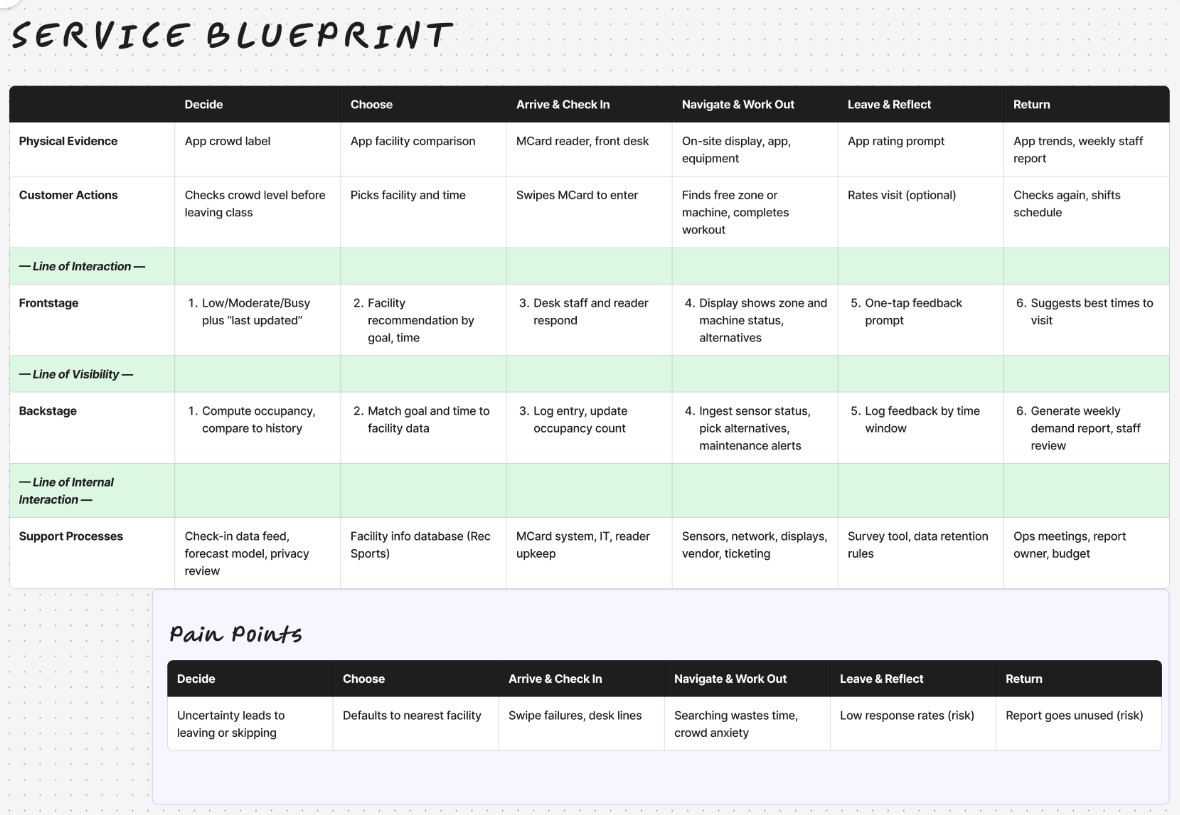 SERVICE BLUEPRINT
Decide Choose Arrive & Check In Navigate & Work Out Leave & Reflect Return
Physical Evidence App crowd label App facility comparison MCard reader, front desk On-site display, app, App rating prompt App trends, weekly staff
equipment report
Customer Actions Checks crowd level before Picks facility and time Swipes MCard to enter Finds free zone or Rates visit (optional) Checks again, shifts
leaving class machine, completes schedule
workout
— Line of Interaction —
Frontstage 1. Low/Moderate/Busy 2. Facility 3. Desk staff and reader 4. Display shows zone and 5. One-tap feedback 6. Suggests best times to
plus “last updated” recommendation by respond machine status, prompt visit
goal, time alternatives
— Line of Visibility —
Backstage 1. Compute occupancy, 2. Match goal and time to 3. Log entry, update 4. Ingest sensor status, 5. Log feedback by time 6. Generate weekly
compare to history facility data occupancy count pick alternatives, window demand report, staff
maintenance alerts review
— Line of Internal
Interaction —
Support Processes Check-in data feed, Facility info database (Rec MCard system, IT, reader Sensors, network, displays, Survey tool, data retention Ops meetings, report
forecast model, privacy Sports) upkeep vendor, ticketing rules owner, budget
review
Pain Points
Decide Choose Arrive & Check In Navigate & Work Out Leave & Reflect Return
Uncertainty leads to Defaults to nearest facility Swipe failures, desk lines Searching wastes time, Low response rates (risk) Report goes unused (risk)
leaving or skipping crowd anxiety